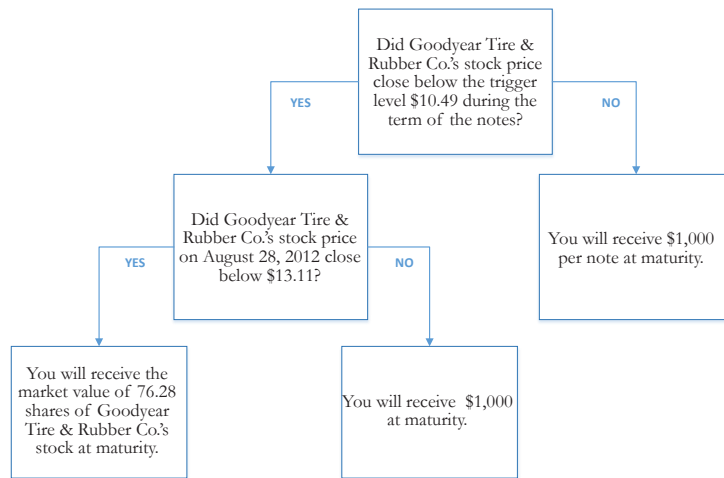 Did Goodyear Tire &
Rubber Co.'s stock price
close below the trigger
level $10.49 during the
term of the notes?
YES
NO
Did Goodyear Tire &
Rubber Co.'s stock price
on August 28, 2012 close
below $13.11?
You will receive $1,000
per note at maturity.
YES
NO
You will receive the
market value of 76.28
shares of Goodyear
Tire & Rubber Co.'s
stock at maturity.
You will receive $1,000
at maturity.